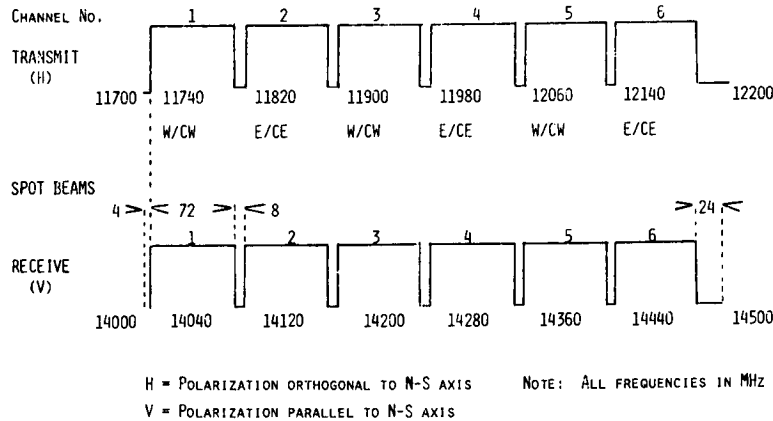 CHANNEL NO. 1 2 3 4 5 6
TRANSMIT
(H)
11700 11740 11820 11900 11980 12060 12140 12200
W/CW E/CE W/CW E/CE W/CW E/CE
SPOT BEAMS
4 > < 72 > < 8 > 24 <
1 2 3 4 5 6
RECEIVE
(V)
14000 14040 14120 14200 14280 14360 14440 14500
H = POLARIZATION ORTHOGONAL TO N-S AXIS NOTE: ALL FREQUENCIES IN MHz
V = POLARIZATION PARALLEL TO N-S AXIS